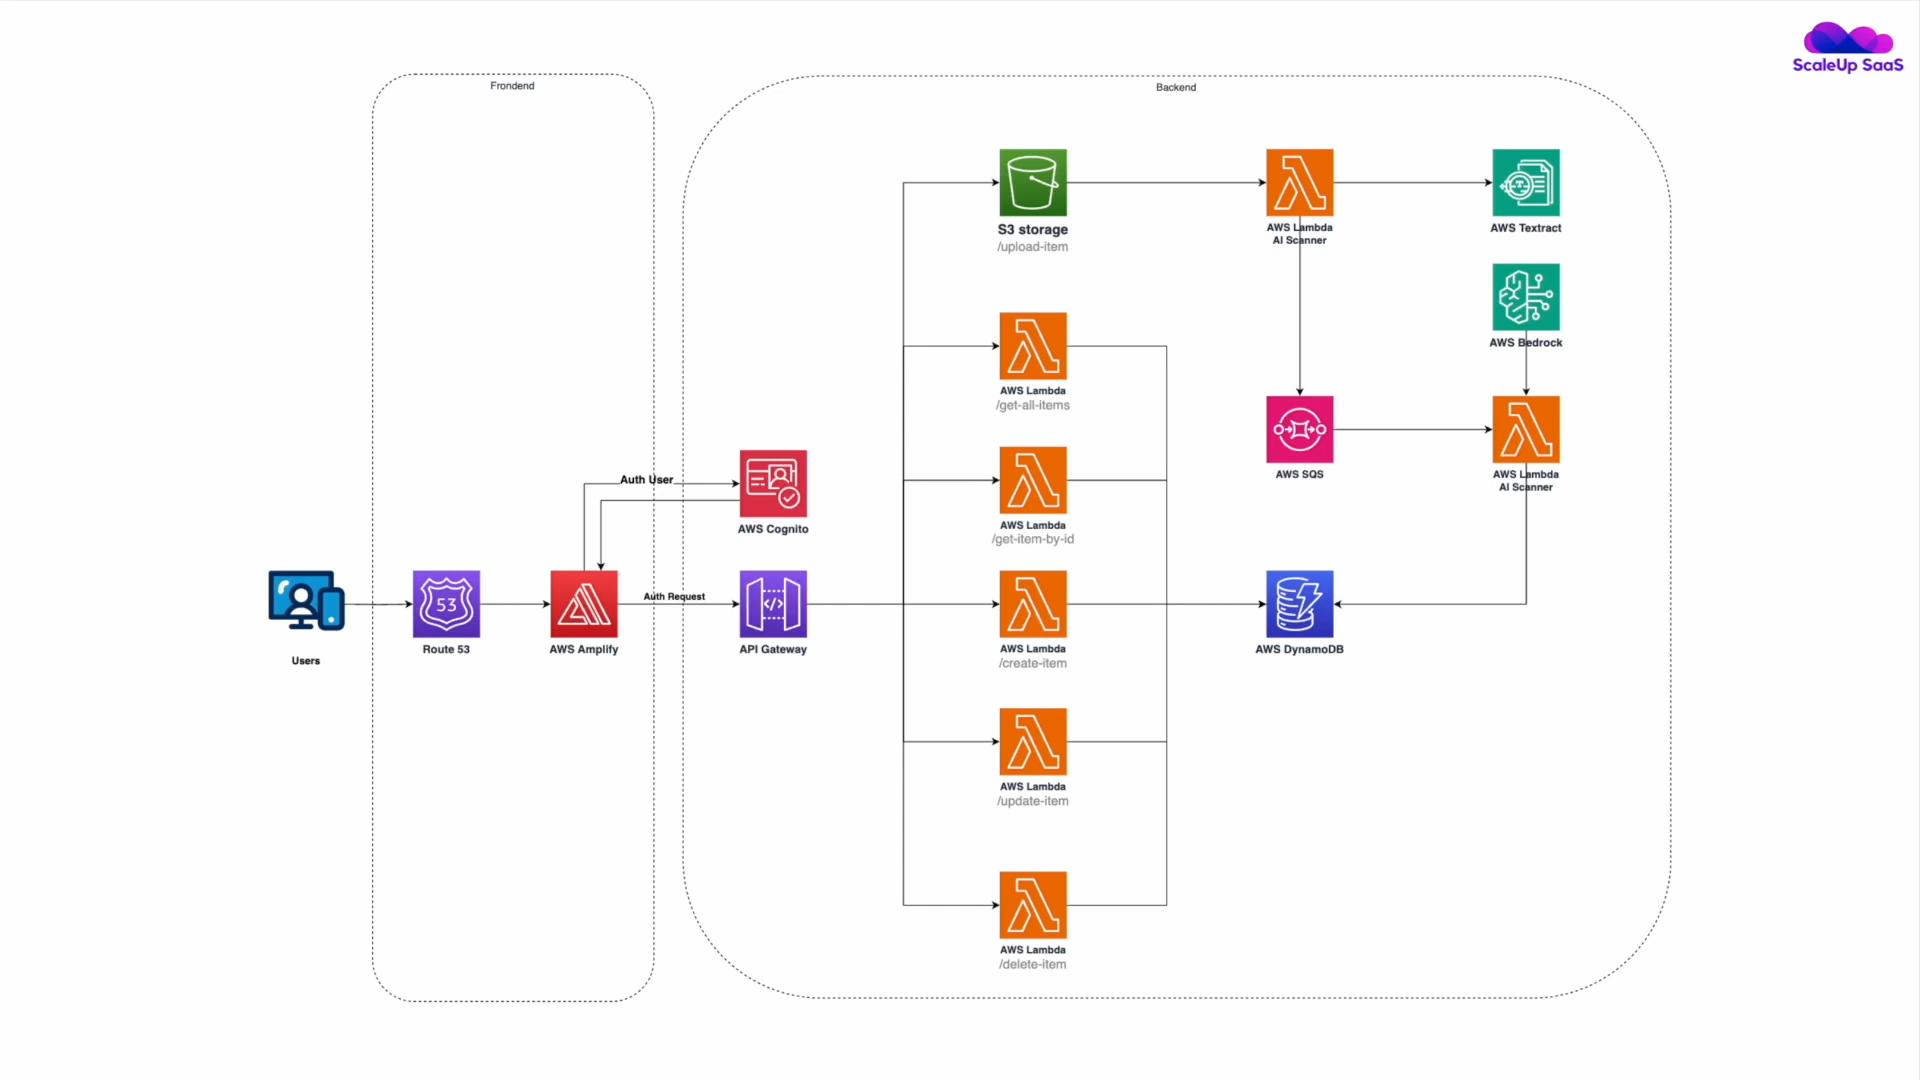 ScaleUp SaaS
Frondend
Backend
S3 storage
/upload-item
AWS Lambda
AI Scanner
AWS Textract
AWS Bedrock
AWS Lambda
/get-all-items
AWS SQS
AWS Lambda
AI Scanner
Auth User
AWS Cognito
AWS Lambda
/get-item-by-id
Users
53
Route 53
AWS Amplify
Auth Request
</>
API Gateway
AWS Lambda
/create-item
AWS DynamoDB
AWS Lambda
/update-item
AWS Lambda
/delete-item